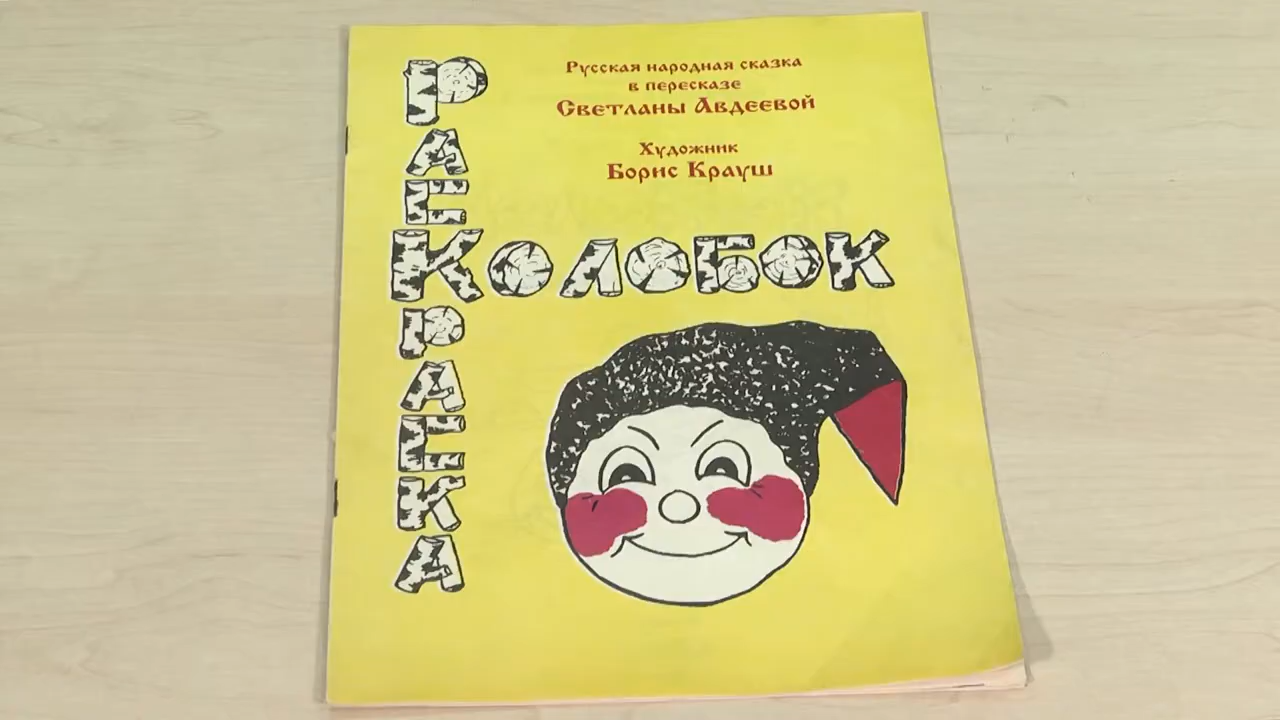 Русская народная сказка
в пересказе
Светланы Авдеевой
Художник
Борис Крауш
Раскраска
Колобок